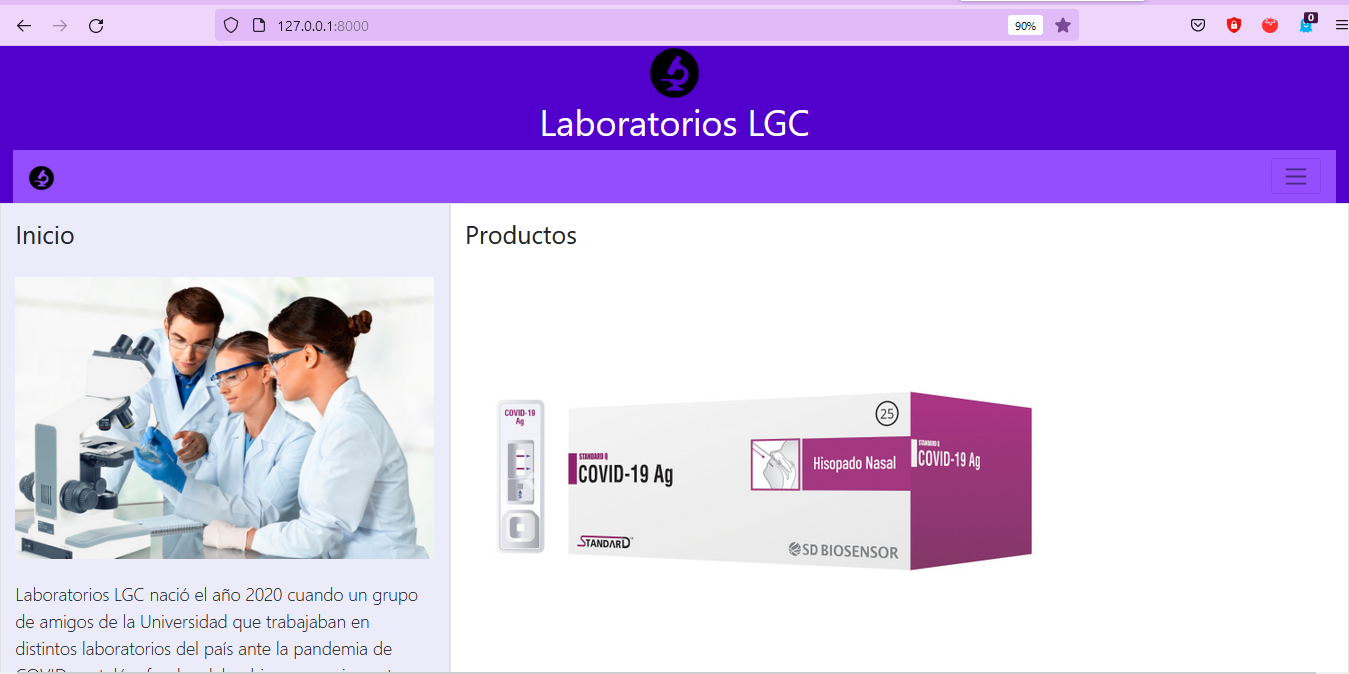 127.0.0.1:8000
90%
0
Laboratorios LGC
Inicio
Productos
COVID-19
Ag
25
STANDARD Q
COVID-19 Ag
Hisopado Nasal
STANDARD Q
COVID-19 Ag
STANDARD™
SD BIOSENSOR
Laboratorios LGC nació el año 2020 cuando un grupo
de amigos de la Universidad que trabajaban en
distintos laboratorios del país ante la pandemia de